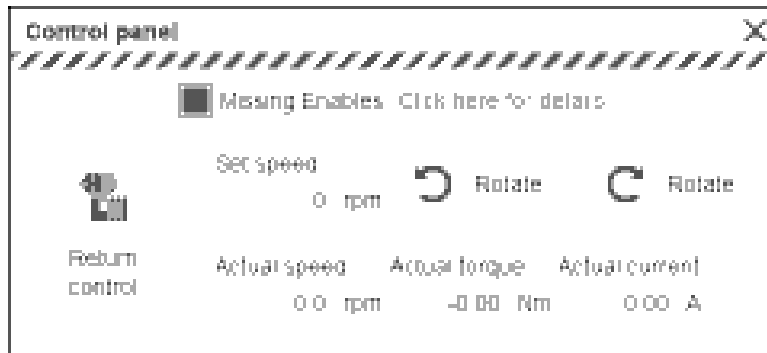 Control panel
Missing Enables Click here for details
Set speed
0 rpm
Rotate
Rotate
Return
control
Actual speed
0.0 rpm
Actual torque
-0.00 Nm
Actual current
0.00 A